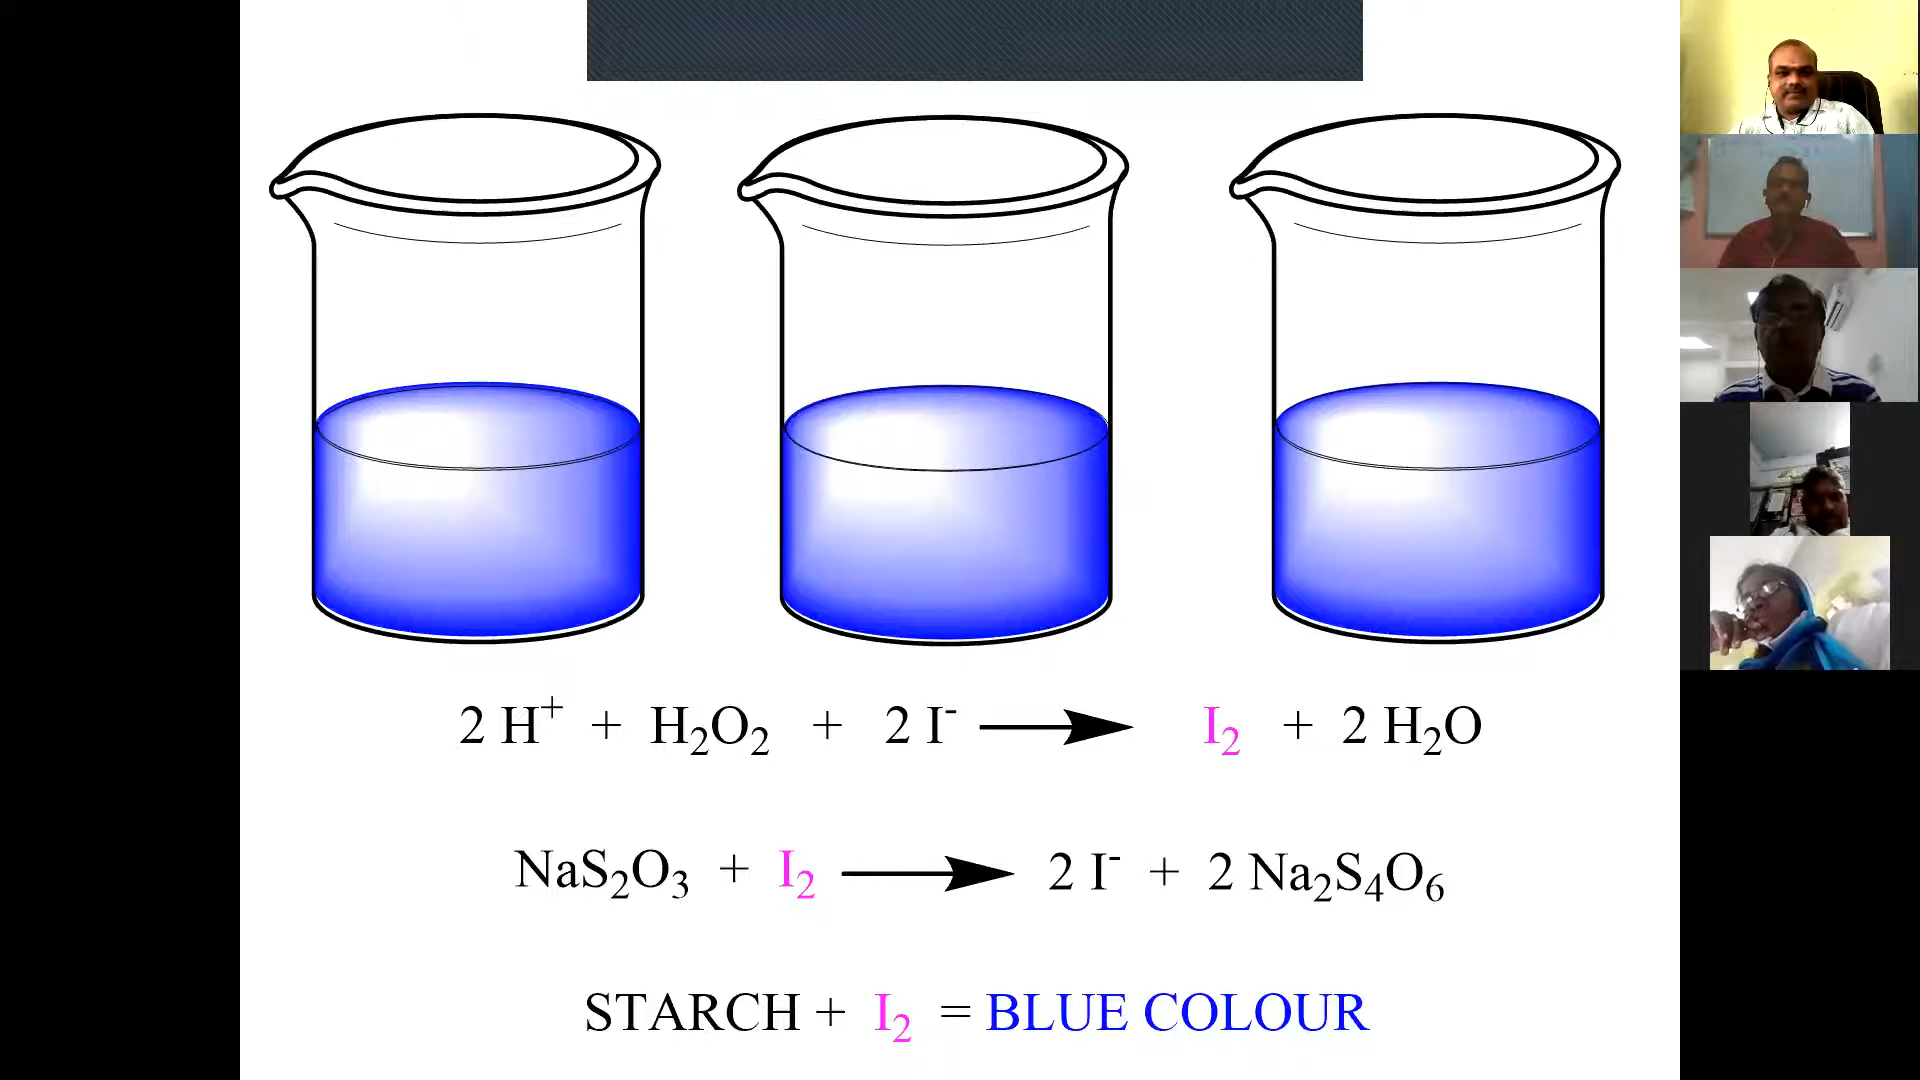 2 H⁺ + H₂O₂ + 2 I⁻ ⟶ I₂ + 2 H₂O
NaS₂O₃ + I₂ ⟶ 2 I⁻ + 2 Na₂S₄O₆
STARCH + I₂ = BLUE COLOUR